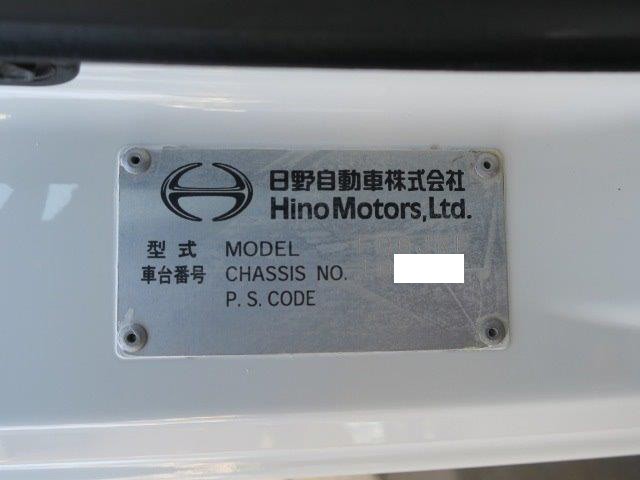 日野自動車株式会社
Hino Motors, Ltd.
型式 MODEL
車台番号 CHASSIS NO.
P. S. CODE